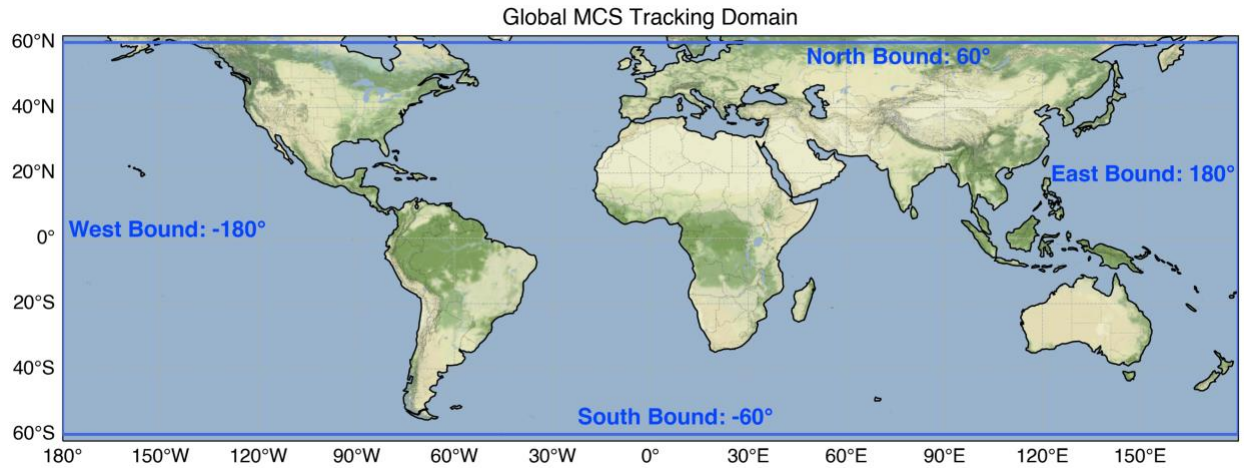 Global MCS Tracking Domain
60°N
North Bound: 60°
40°N
20°N
East Bound: 180°
West Bound: -180°
0°
20°S
40°S
South Bound: -60°
60°S
180° 150°W 120°W 90°W 60°W 30°W 0° 30°E 60°E 90°E 120°E 150°E